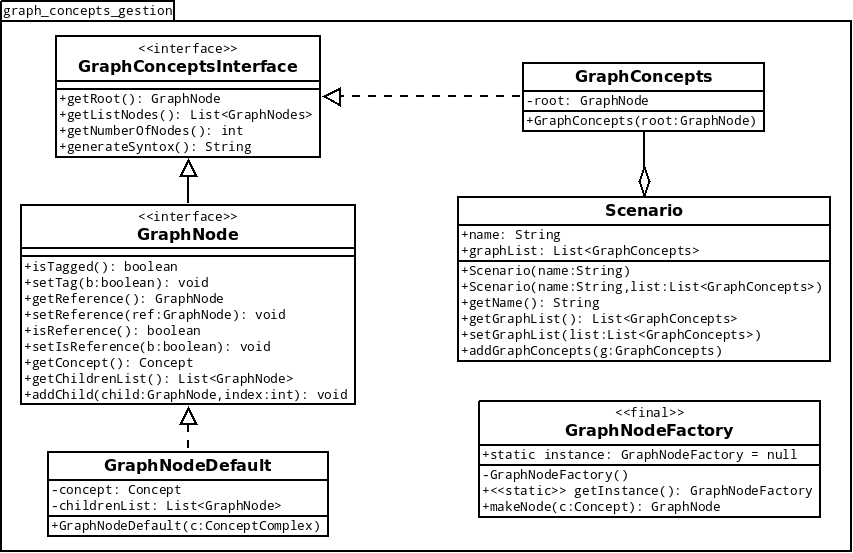 graph_concepts_gestion
<<interface>>
GraphConceptsInterface
+getRoot(): GraphNode
+getListNodes(): List<GraphNodes>
+getNumberOfNodes(): int
+generateSyntox(): String
GraphConcepts
-root: GraphNode
+GraphConcepts(root:GraphNode)
<<interface>>
GraphNode
+isTagged(): boolean
+setTag(b:boolean): void
+getReference(): GraphNode
+setReference(ref:GraphNode): void
+isReference(): boolean
+setIsReference(b:boolean): void
+getConcept(): Concept
+getChildrenList(): List<GraphNode>
+addChild(child:GraphNode,index:int): void
Scenario
+name: String
+graphList: List<GraphConcepts>
+Scenario(name:String)
+Scenario(name:String,list:List<GraphConcepts>)
+getName(): String
+getGraphList(): List<GraphConcepts>
+setGraphList(list:List<GraphConcepts>)
+addGraphConcepts(g:GraphConcepts)
GraphNodeDefault
-concept: Concept
-childrenList: List<GraphNode>
+GraphNodeDefault(c:ConceptComplex)
<<final>>
GraphNodeFactory
+static instance: GraphNodeFactory = null
-GraphNodeFactory()
+<<static>> getInstance(): GraphNodeFactory
+makeNode(c:Concept): GraphNode